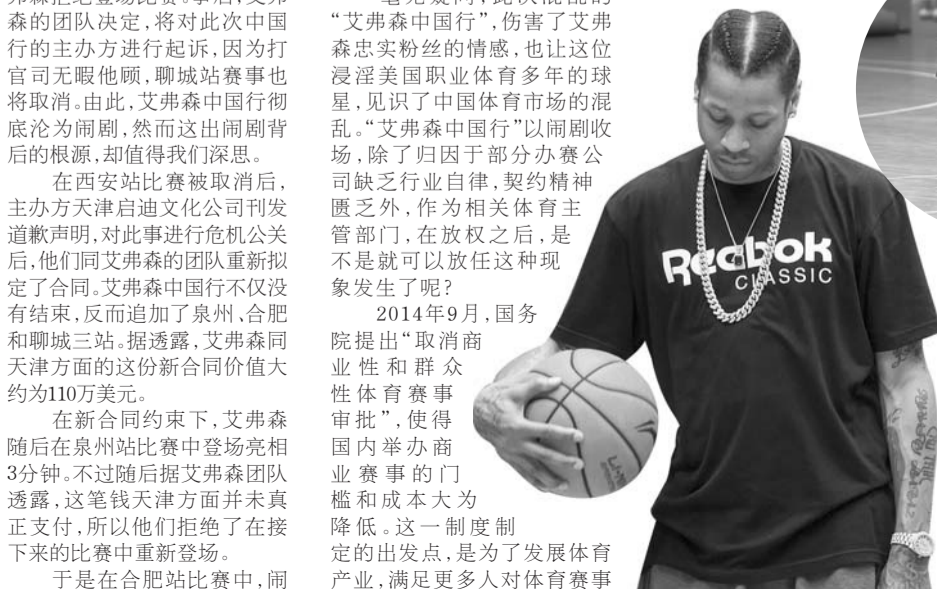 弗森拒绝登场比赛。事后,艾弗
森的团队决定,将对此次中国
行的主办方进行起诉,因为打
官司无暇他顾,聊城站赛事也
将取消。由此,艾弗森中国行彻
底沦为闹剧,然而这出闹剧背
后的根源,却值得我们深思。
在西安站比赛被取消后,
主办方天津启迪文化公司刊发
道歉声明,对此事进行危机公关
后,他们同艾弗森的团队重新拟
定了合同。艾弗森中国行不仅没
有结束,反而追加了泉州、合肥
和聊城三站。据透露,艾弗森同
天津方面的这份新合同价值大
约为110万美元。
在新合同约束下,艾弗森
随后在泉州站比赛中登场亮相
3分钟。不过随后据艾弗森团队
透露,这笔钱天津方面并未真
正支付,所以他们拒绝了在接
下来的比赛中重新登场。
于是在合肥站比赛中,闹
毫无疑问,此次混乱的
“艾弗森中国行”,伤害了艾弗
森忠实粉丝的情感,也让这位
浸淫美国职业体育多年的球
星,见识了中国体育市场的混
乱。“艾弗森中国行”以闹剧收
场,除了归因于部分办赛公
司缺乏行业自律,契约精神
匮乏外,作为相关体育主
管部门,在放权之后,是
不是就可以放任这种现
象发生了呢?
2014年9月,国务
院提出“取消商
业性和群众
性体育赛事
审批”,使得
国内举办商
业赛事的门
槛和成本大为
降低。这一制度制
定的出发点,是为了发展体育
产业,满足更多人对体育赛事
Reebok
CLASSIC